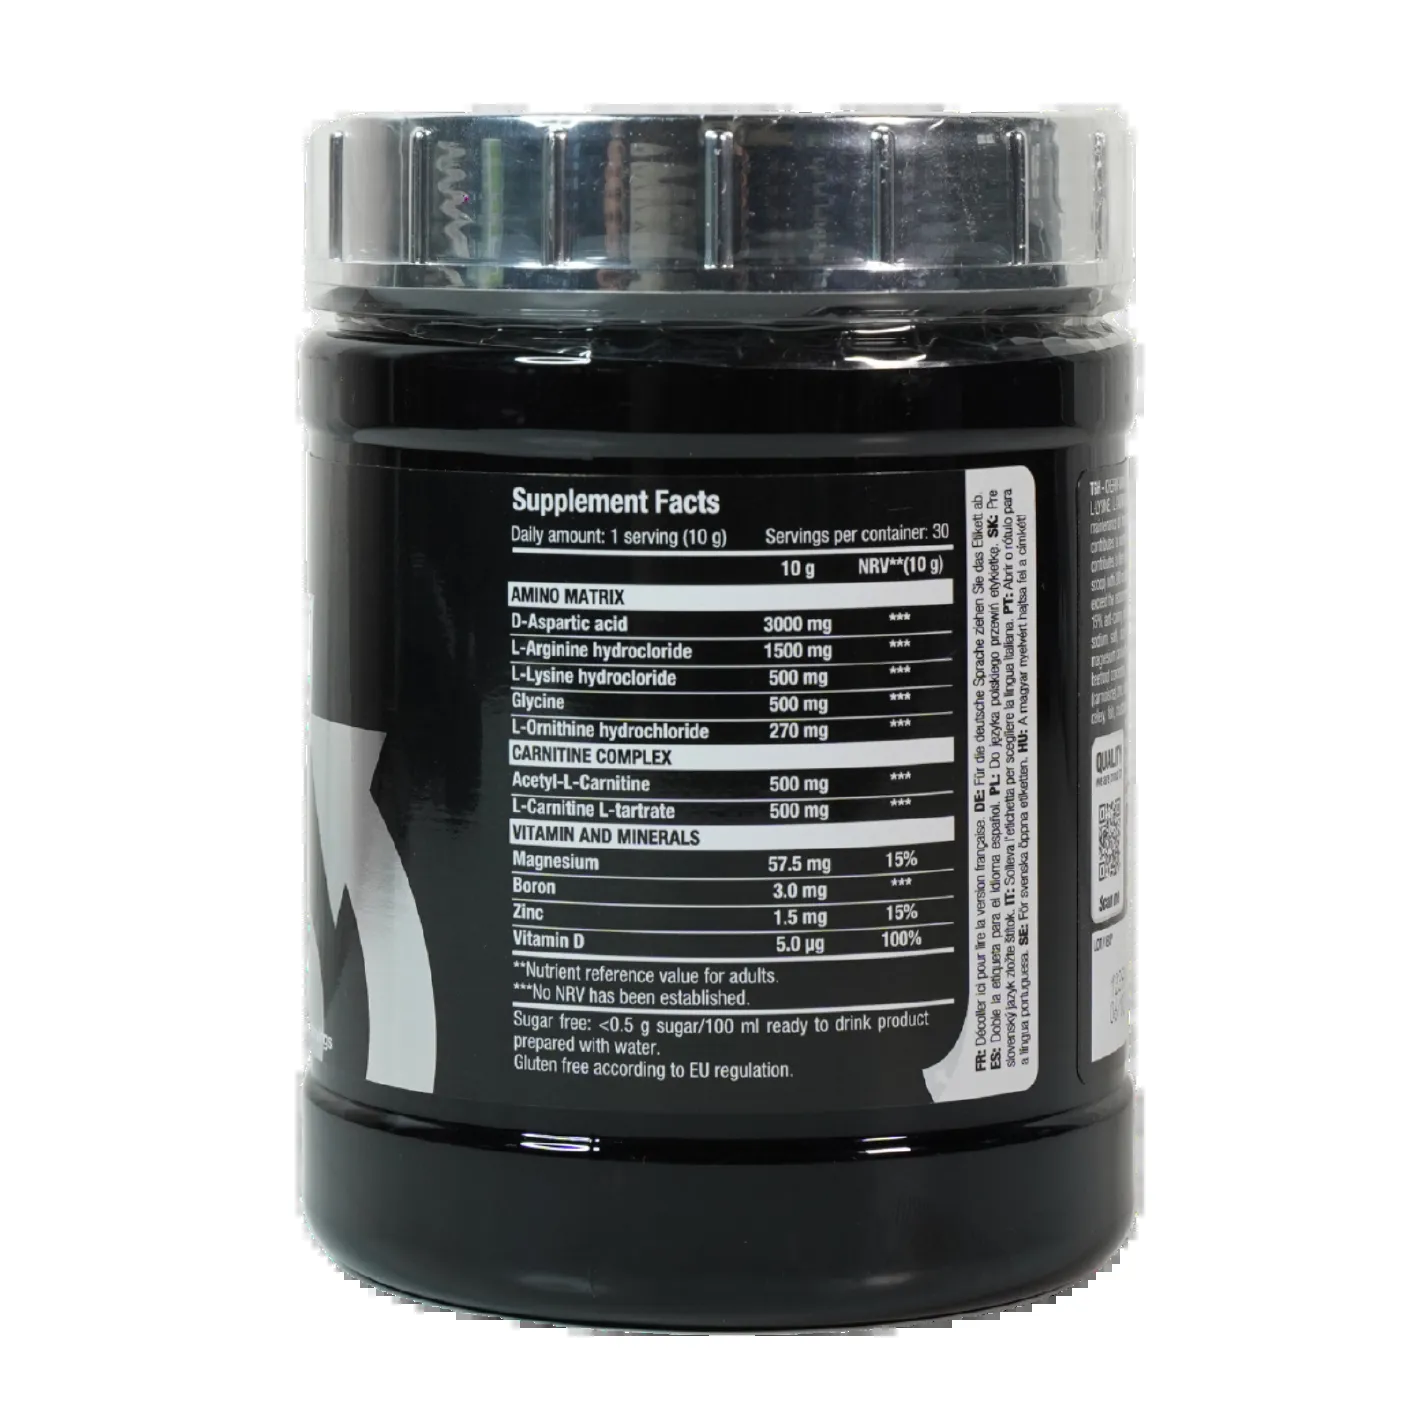 Supplement Facts
Daily amount: 1 serving (10 g) Servings per container: 30
10 g NRV**(10 g)
AMINO MATRIX
D-Aspartic acid 3000 mg ***
L-Arginine hydrocloride 1500 mg ***
L-Lysine hydrocloride 500 mg ***
Glycine 500 mg ***
L-Ornithine hydrochloride 270 mg ***
CARNITINE COMPLEX
Acetyl-L-Carnitine 500 mg ***
L-Carnitine L-tartrate 500 mg ***
VITAMIN AND MINERALS
Magnesium 57.5 mg 15%
Boron 3.0 mg ***
Zinc 1.5 mg 15%
Vitamin D 5.0 µg 100%
**Nutrient reference value for adults.
***No NRV has been established.
Sugar free: <0.5 g sugar/100 ml ready to drink product
prepared with water.
Gluten free according to EU regulation.
FR: Décoller ici pour lire la version française. DE: Für die deutsche Sprache ziehen Sie das Etikett ab.
ES: Doble la etiqueta para el idioma español. PL: Do języka polskiego przewiń etykietkę. SK: Pre
slovenský jazyk zložte štítok. IT: Solleva l'etichetta per scegliere la lingua italiana. PT: Abrir o rótulo para
a língua portuguesa. SE: För svenska öppna etiketten. HU: A magyar nyelvért hajtsa fel a címkét!
QUALITY
Scan me